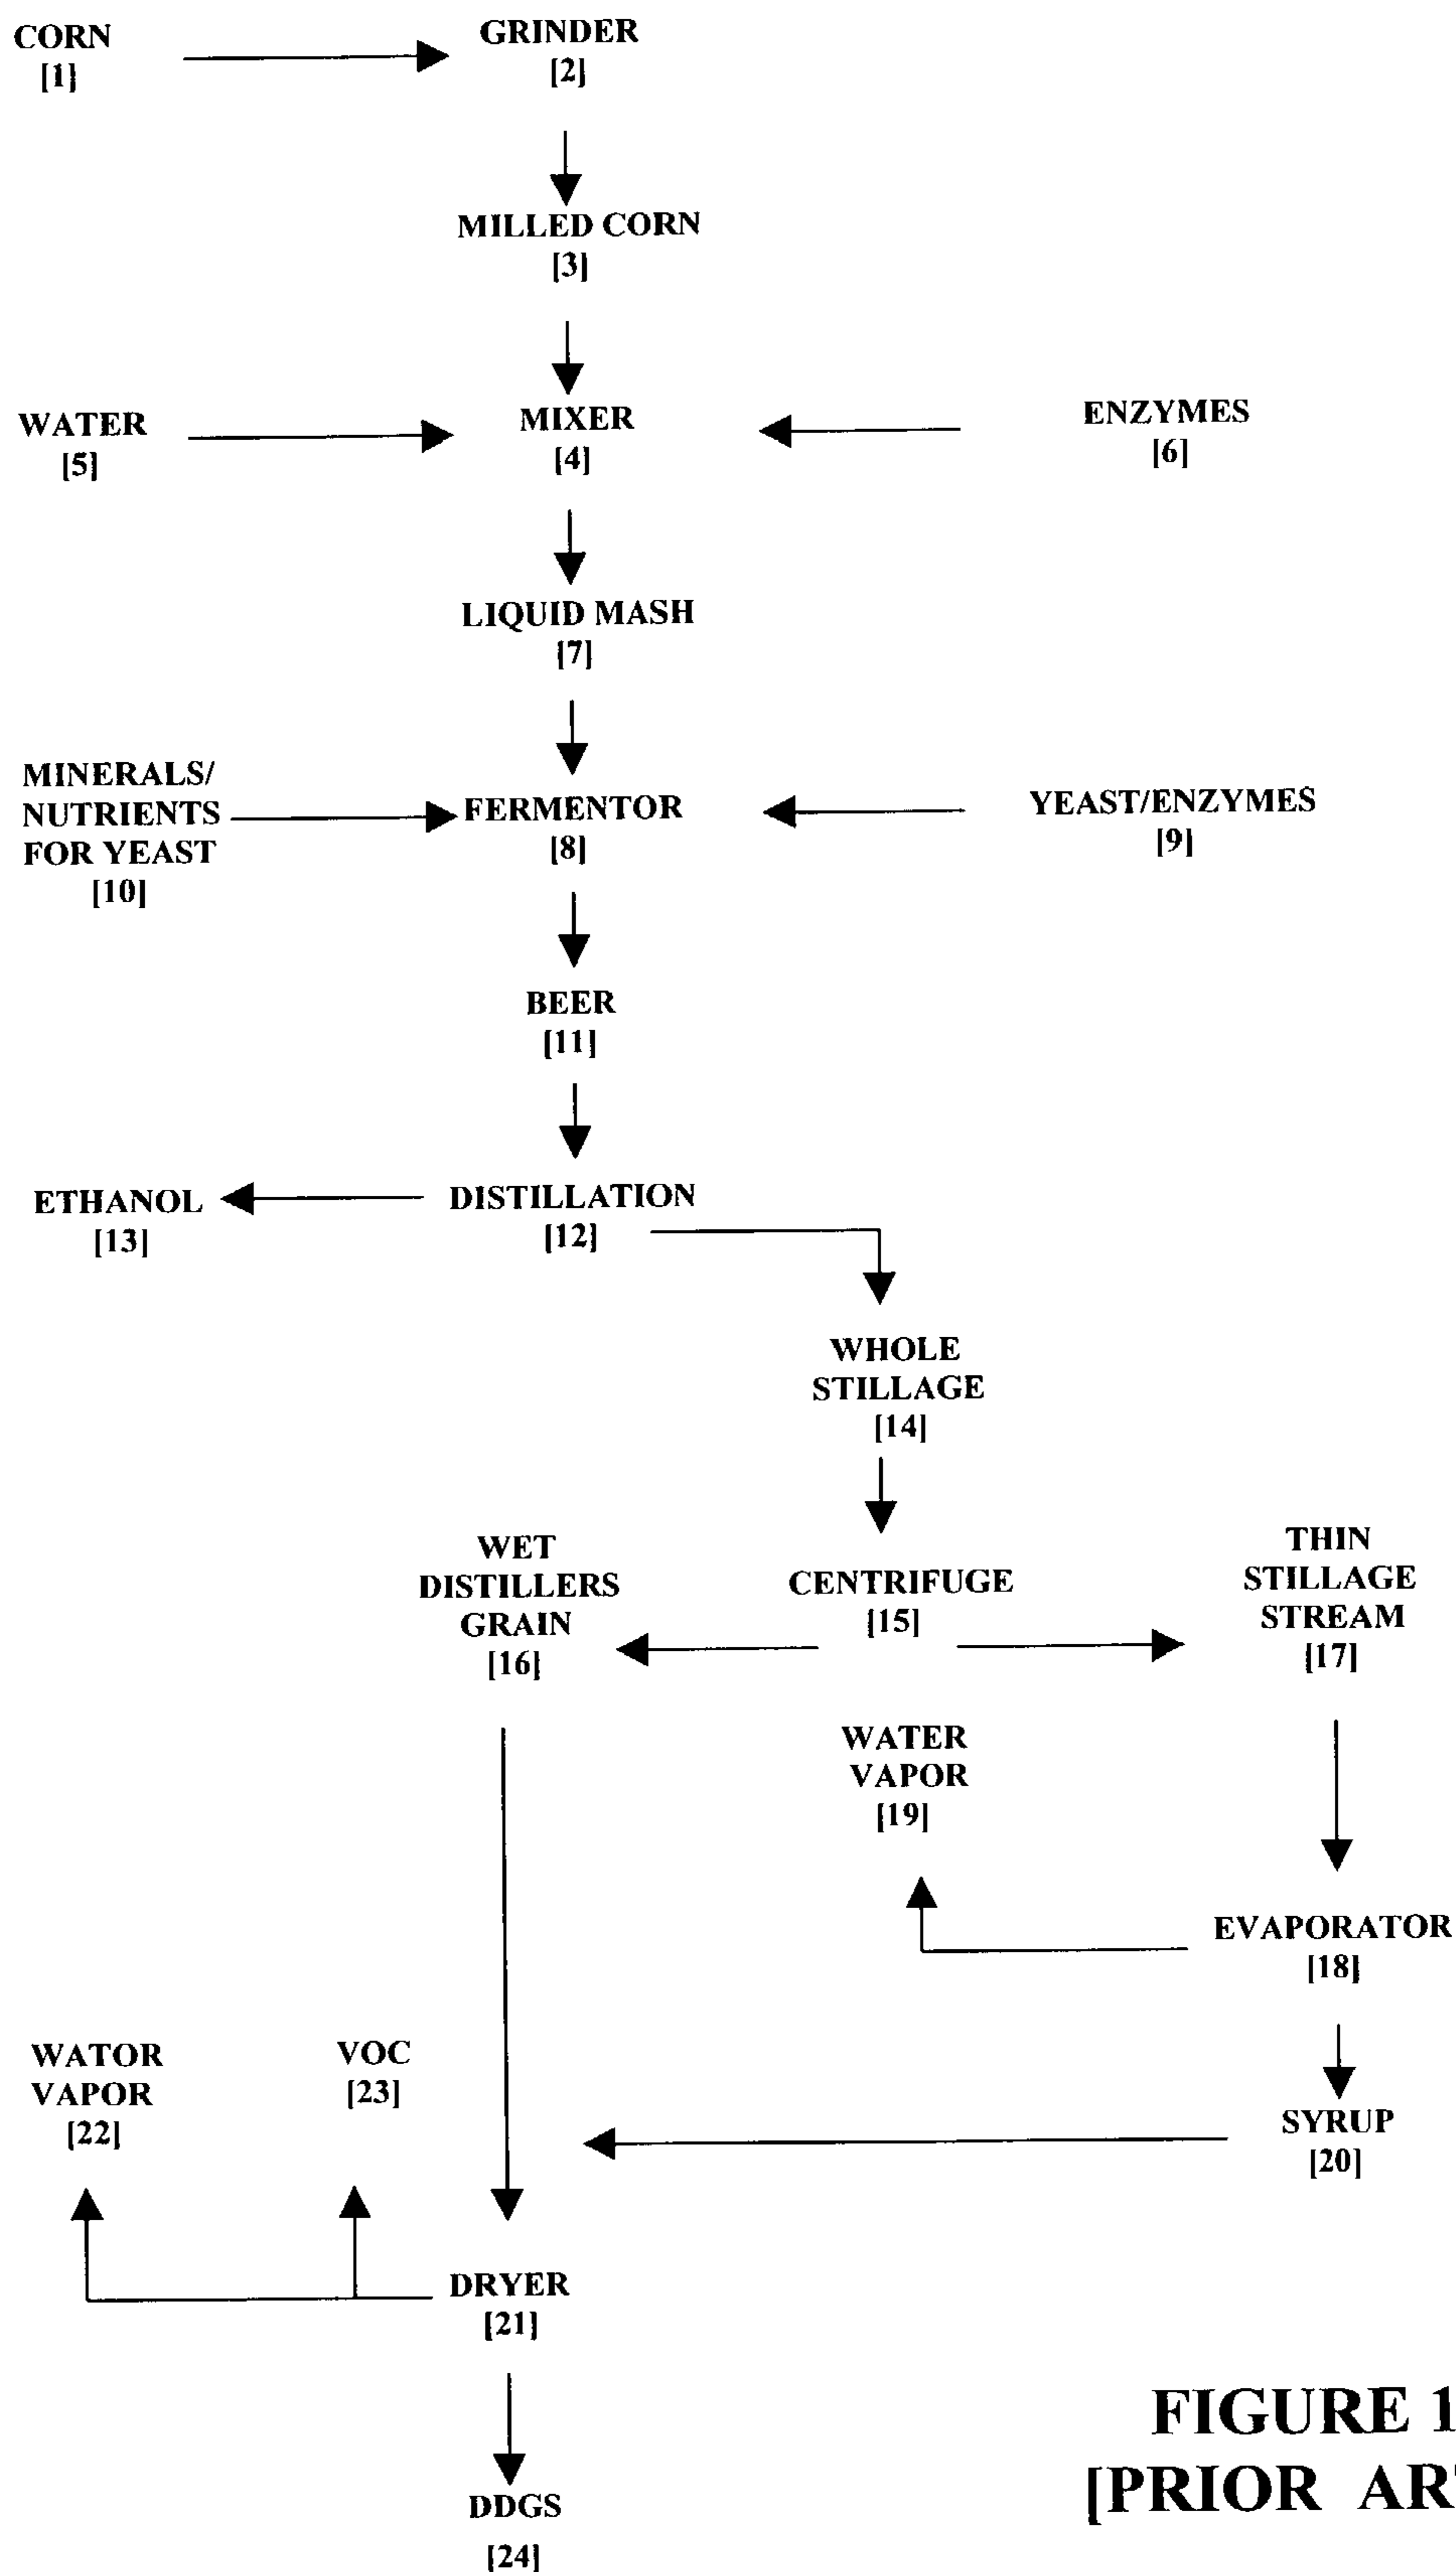 CORN
[1]
GRINDER
[2]
MILLED CORN
[3]
WATER
[5]
MIXER
[4]
ENZYMES
[6]
LIQUID MASH
[7]
MINERALS/
NUTRIENTS
FOR YEAST
[10]
FERMENTOR
[8]
YEAST/ENZYMES
[9]
BEER
[11]
ETHANOL
[13]
DISTILLATION
[12]
WHOLE
STILLAGE
[14]
WET
DISTILLERS
GRAIN
[16]
CENTRIFUGE
[15]
THIN
STILLAGE
STREAM
[17]
WATER
VAPOR
[19]
EVAPORATOR
[18]
WATOR
VAPOR
[22]
VOC
[23]
SYRUP
[20]
DRYER
[21]
DDGS
[24]
FIGURE 1
[PRIOR AR